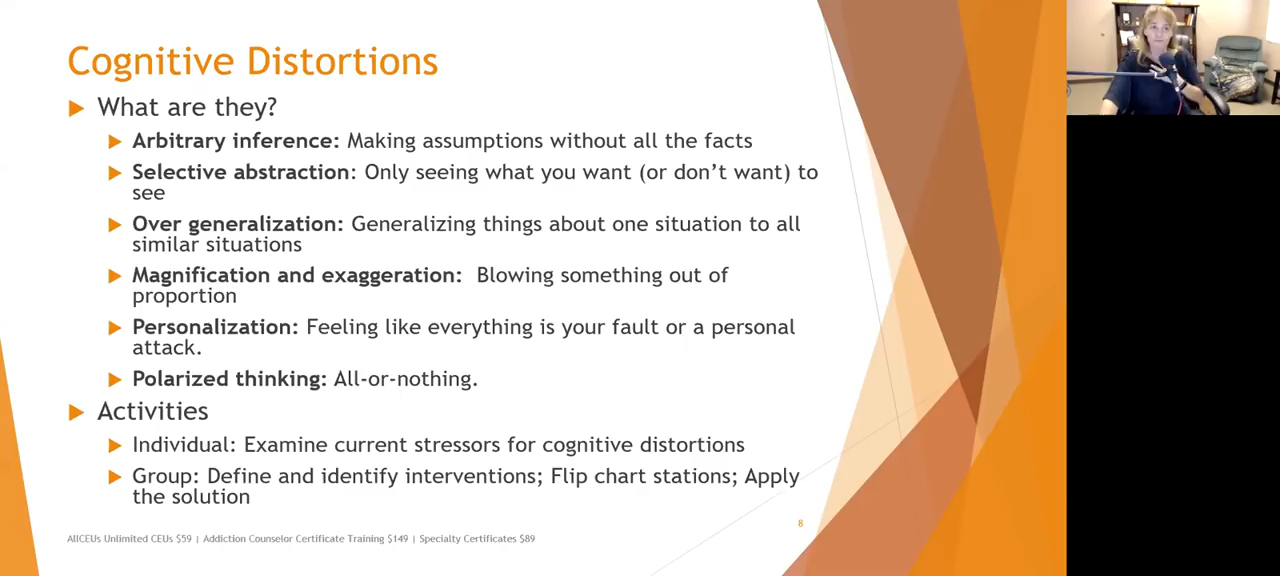 Cognitive Distortions
What are they?
Arbitrary inference: Making assumptions without all the facts
Selective abstraction: Only seeing what you want (or don’t want) to
see
Over generalization: Generalizing things about one situation to all
similar situations
Magnification and exaggeration: Blowing something out of
proportion
Personalization: Feeling like everything is your fault or a personal
attack.
Polarized thinking: All-or-nothing.
Activities
Individual: Examine current stressors for cognitive distortions
Group: Define and identify interventions; Flip chart stations; Apply
the solution
8
AllCEUs Unlimited CEUs $59 | Addiction Counselor Certificate Training $149 | Specialty Certificates $89